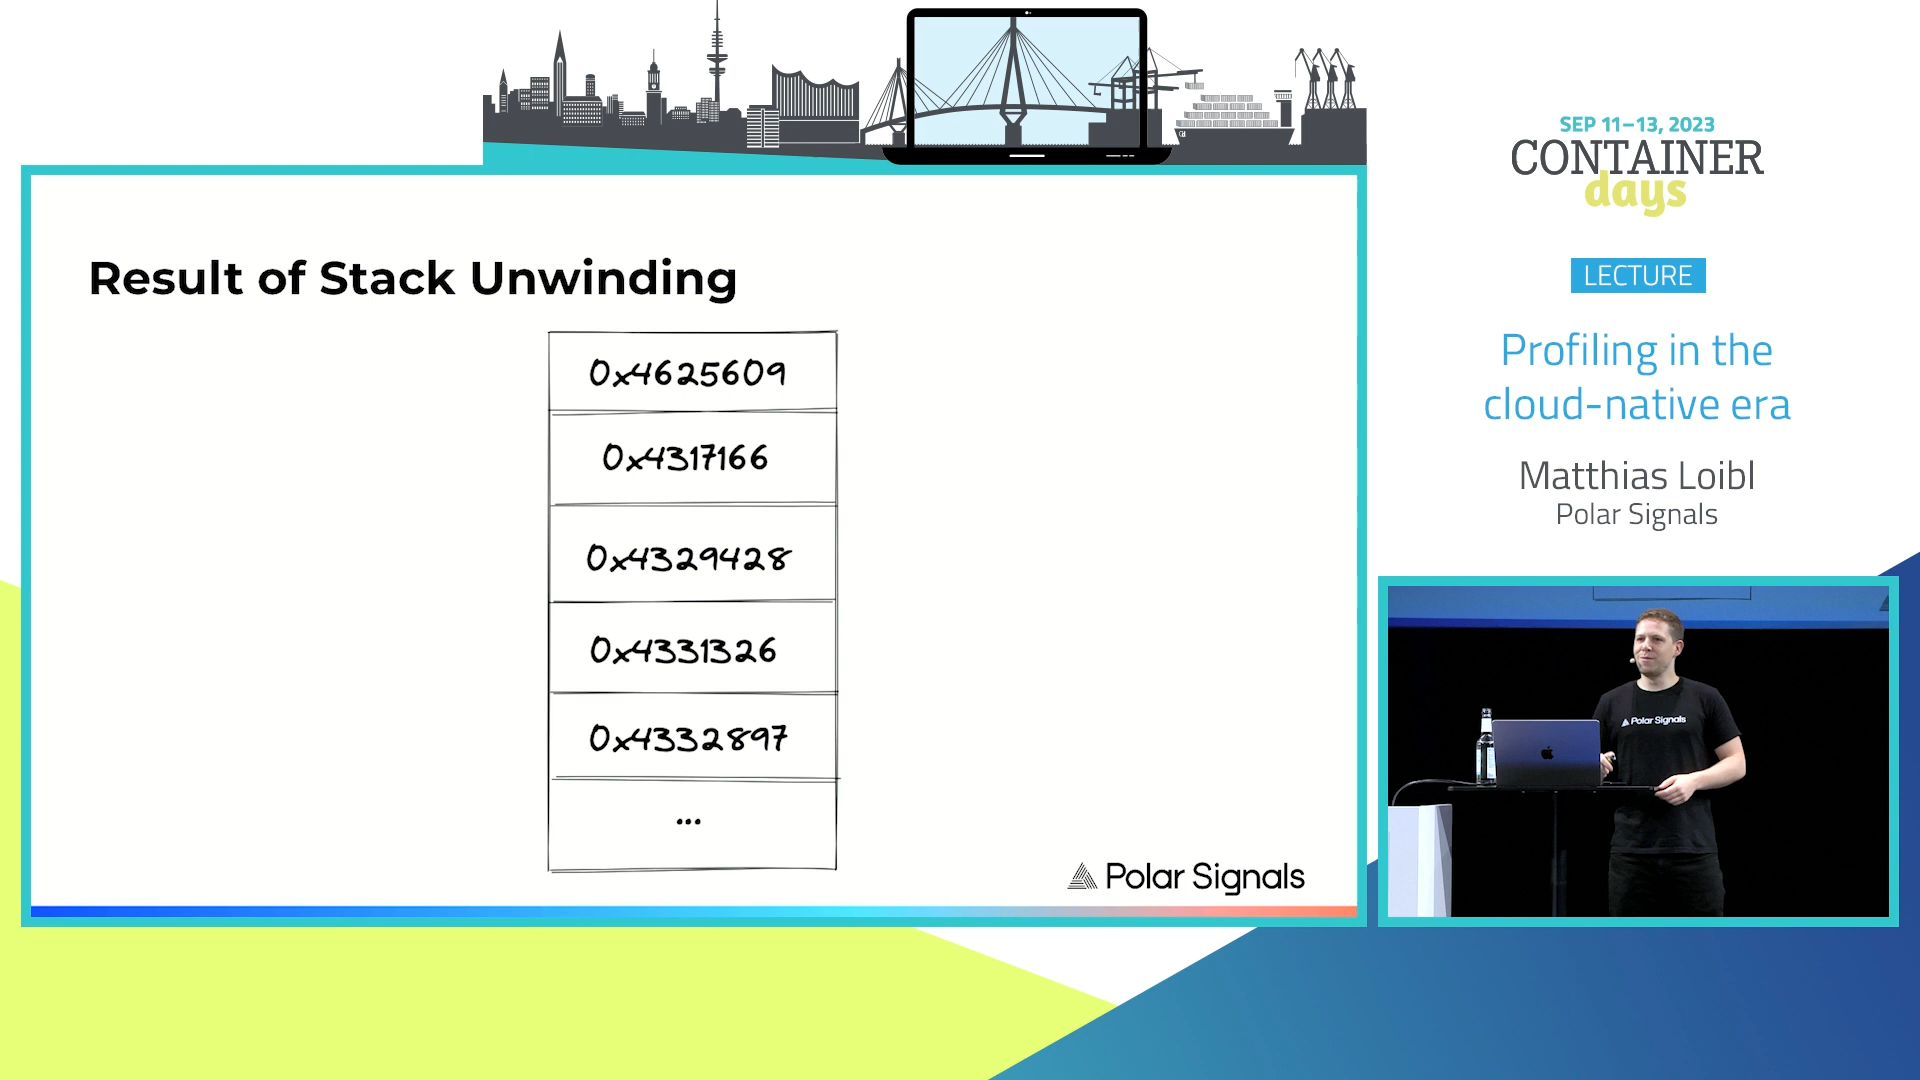 SEP 11–13, 2023
CONTAINER
days
LECTURE
Profiling in the
cloud-native era
Matthias Loibl
Polar Signals
Result of Stack Unwinding
0x4625609
0x4317166
0x4329428
0x4331326
0x4332897
...
Polar Signals
Polar Signals